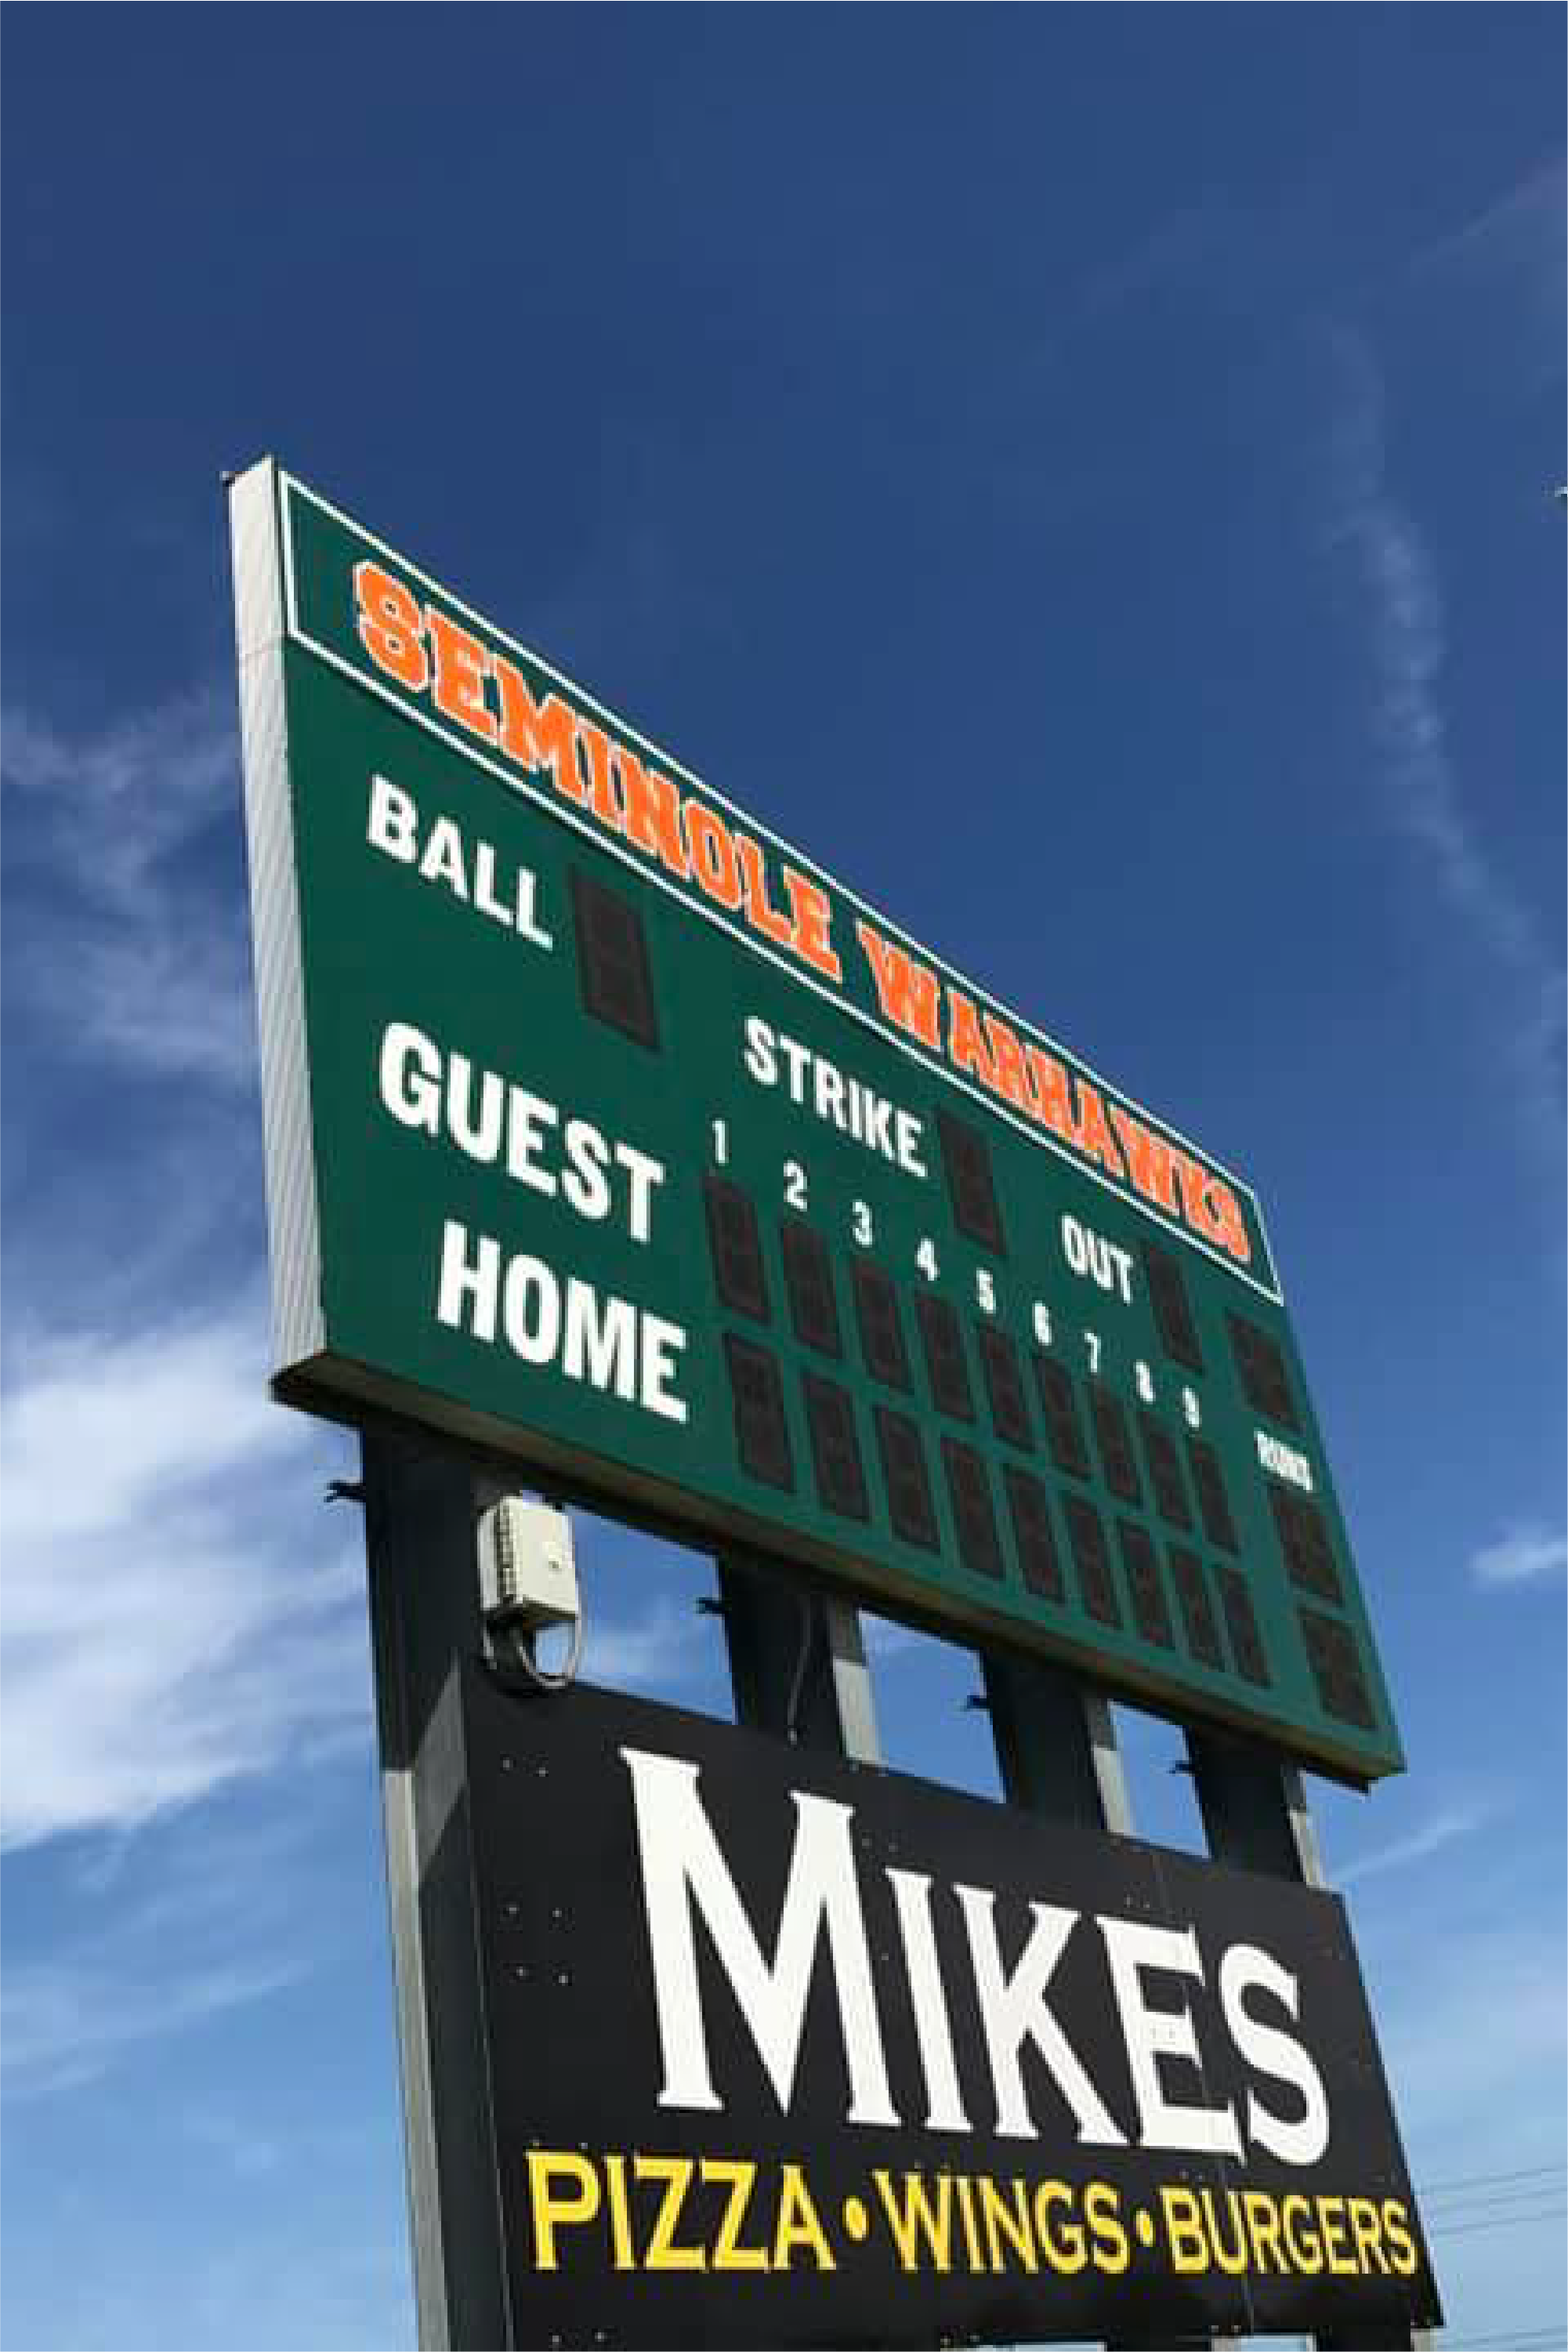 SEMINOLE WARHAWKS
BALL
STRIKE
OUT
1 2 3 4 5 6 7 8 9
GUEST
RUNS
HOME
MIKES
PIZZA • WINGS • BURGERS